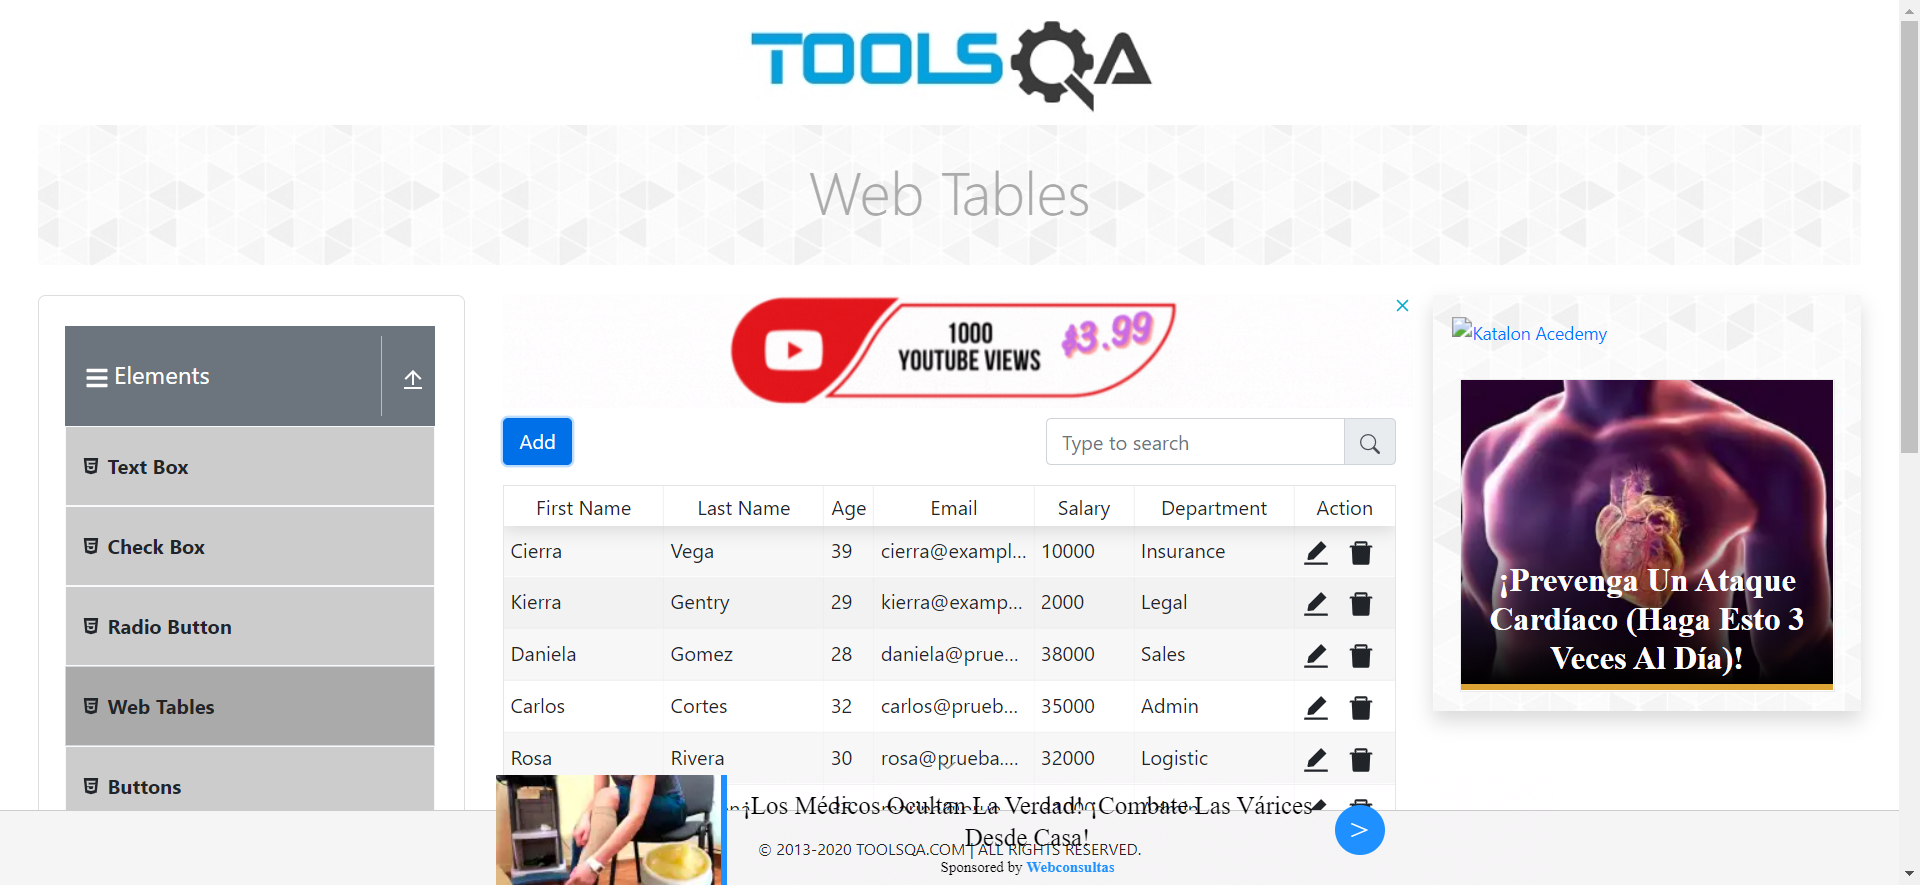 TOOLSQA
Web Tables
Elements
Text Box
Check Box
Radio Button
Web Tables
Buttons
1000
YOUTUBE VIEWS
$3.99
Add
Type to search
First Name Last Name Age Email Salary Department Action
Cierra Vega 39 cierra@exampl... 10000 Insurance
Kierra Gentry 29 kierra@examp... 2000 Legal
Daniela Gomez 28 daniela@prue... 38000 Sales
Carlos Cortes 32 carlos@prueb... 35000 Admin
Rosa Rivera 30 rosa@prueba.... 32000 Logistic
Katalon Acedemy
¡Prevenga Un Ataque
Cardíaco (Haga Esto 3
Veces Al Día)!
¡Los Médicos Ocultan La Verdad! ¡Combate Las Várices
Desde Casa!
© 2013-2020 TOOLSQA.COM | ALL RIGHTS RESERVED.
Sponsored by Webconsultas